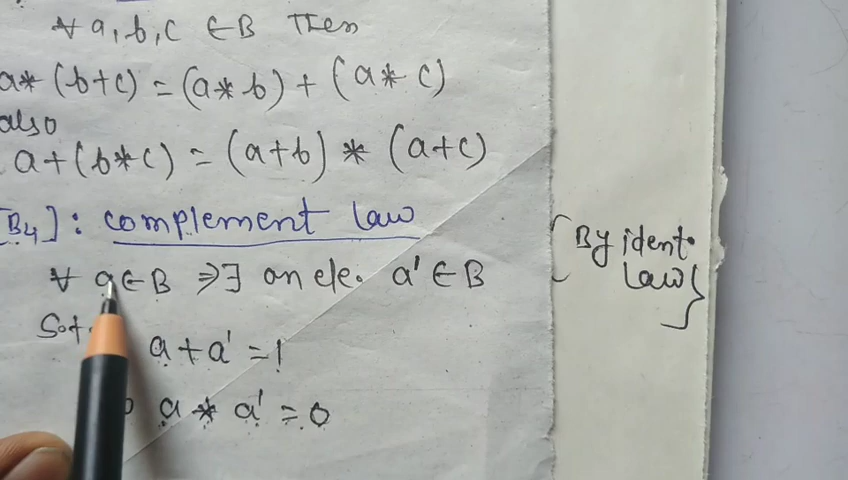 ∀ a, b, c ∈ B Then
a* (b+c) = (a*b) + (a*c)
also
a+(b*c) = (a+b) * (a+c)
[B4] : complement law
∀ a ∈ B ⇒ ∃ an ele. a' ∈ B
S.t.
a + a' = 1
a * a' = 0
By ident.
Law